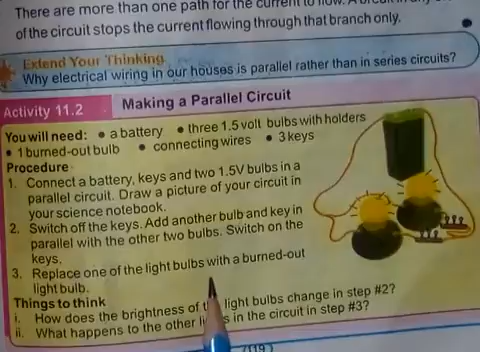 There are more than one path for the current to flow. A break in any
of the circuit stops the current flowing through that branch only.
Extend Your Thinking
Why electrical wiring in our houses is parallel rather than in series circuits?
Activity 11.2 Making a Parallel Circuit
You will need: • a battery • three 1.5 volt bulbs with holders
• 1 burned-out bulb • connecting wires • 3 keys
Procedure
1. Connect a battery, keys and two 1.5V bulbs in a
parallel circuit. Draw a picture of your circuit in
your science notebook.
2. Switch off the keys. Add another bulb and key in
parallel with the other two bulbs. Switch on the
keys.
3. Replace one of the light bulbs with a burned-out
light bulb.
Things to think
i. How does the brightness of light bulbs change in step #2?
ii. What happens to the other in the circuit in step #3?
119